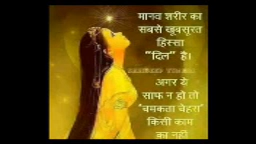 मानव शरीर का
सबसे खुबसूरत
हिस्सा
“दिल” है।
अगर ये
साफ न हो तो
"चमकता चेहरा"
किसी काम
का नहीं